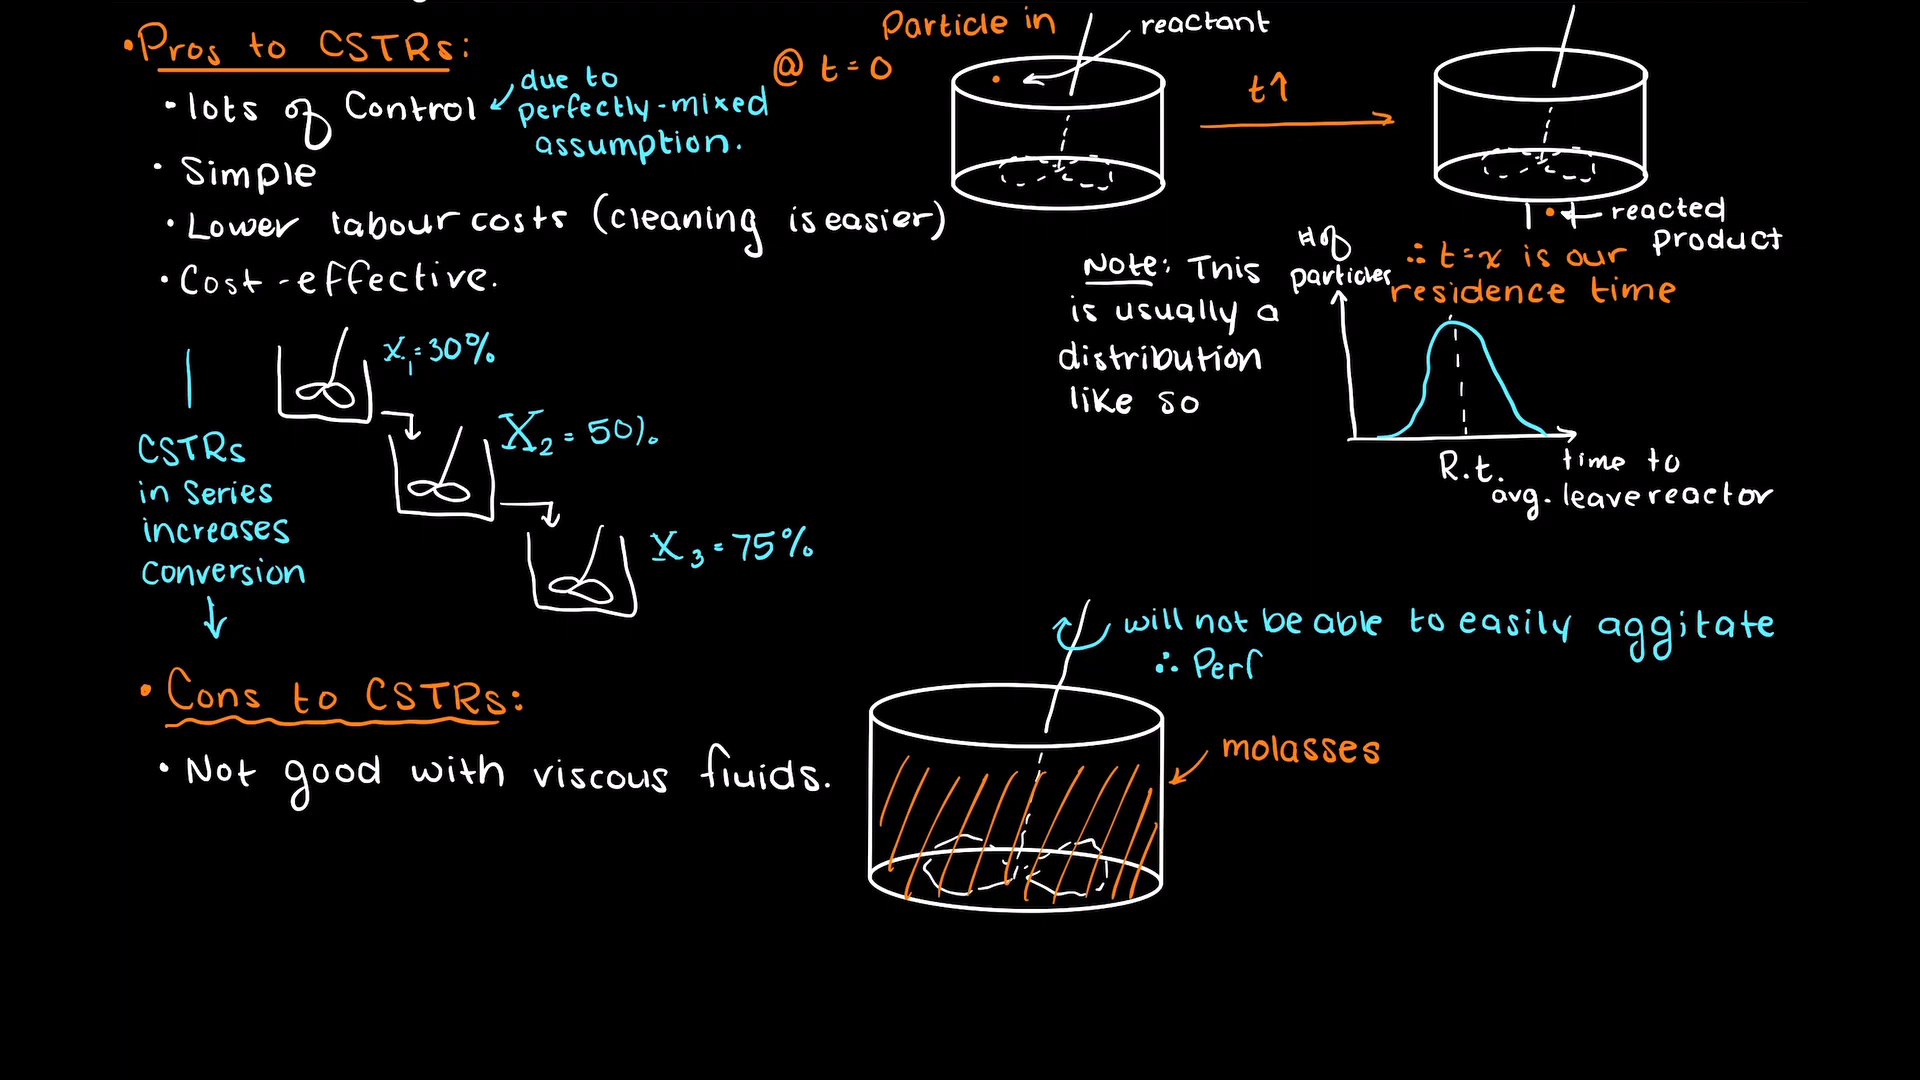 • Pros to CSTRs:
• lots of Control
due to
perfectly-mixed
assumption.
• Simple
• Lower labour costs (cleaning is easier)
• Cost-effective.
Particle in
@ t = 0
reactant
t↑
reacted
product
∴ t=x is our
residence time
Note: This
is usually a
distribution
like so
# of
particles
R.t.
time to
avg. leave reactor
X₁ = 30%
X₂ = 50%
X₃ = 75%
CSTRs
in series
increases
conversion
• Cons to CSTRs:
• Not good with viscous fluids.
will not be able to easily aggitate
∴ Perf
molasses